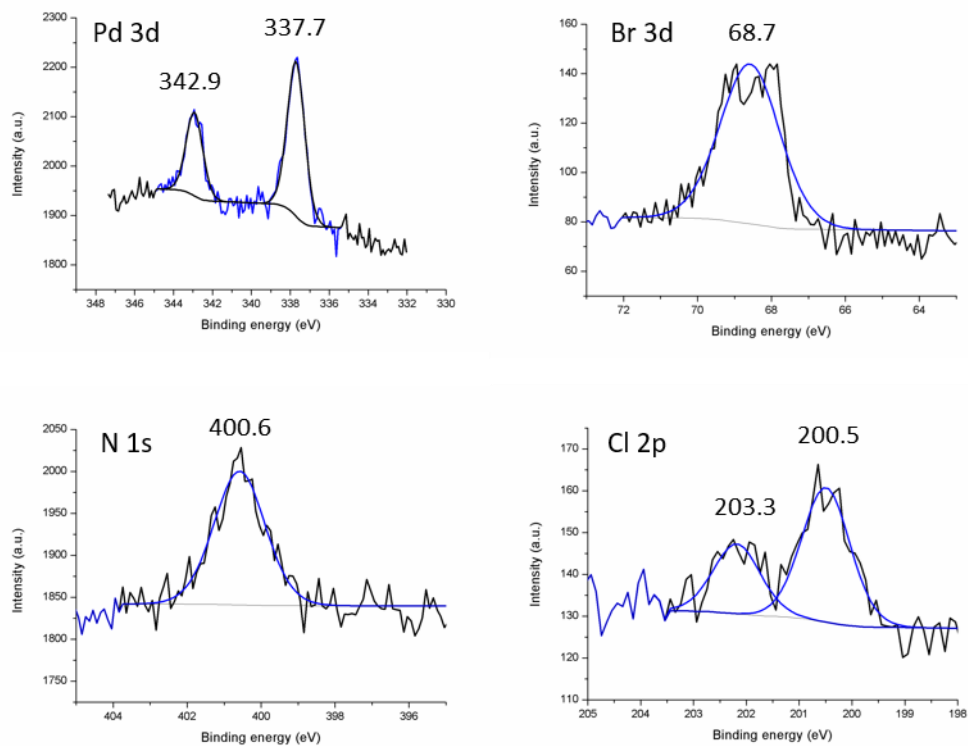 Pd 3d
337.7
342.9
2300
2200
2100
2000
1900
1800
Intensity (a.u.)
348 346 344 342 340 338 336 334 332 330
Binding energy (eV)
Br 3d
68.7
160
140
120
100
80
60
Intensity (a.u.)
72 70 68 66 64
Binding energy (eV)
N 1s
400.6
2050
2000
1950
1900
1850
1800
1750
Intensity (a.u.)
404 402 400 398 396
Binding energy (eV)
Cl 2p
200.5
203.3
170
160
150
140
130
120
110
Intensity (a.u.)
205 204 203 202 201 200 199 198
Binding energy (eV)